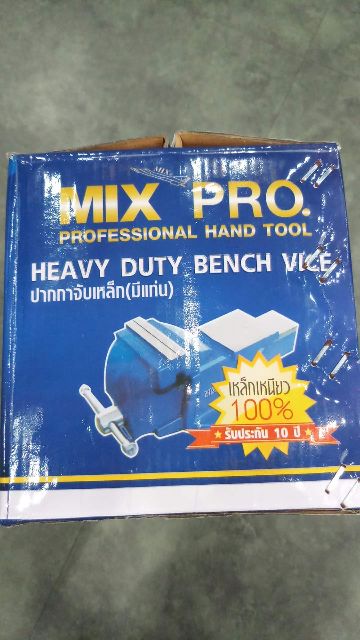 MIX PRO.
PROFESSIONAL HAND TOOL
HEAVY DUTY BENCH VICE
ปากกาจับเหล็ก(มีแท่น)
เหล็กเหนียว
100%
★ รับประกัน 10 ปี ★